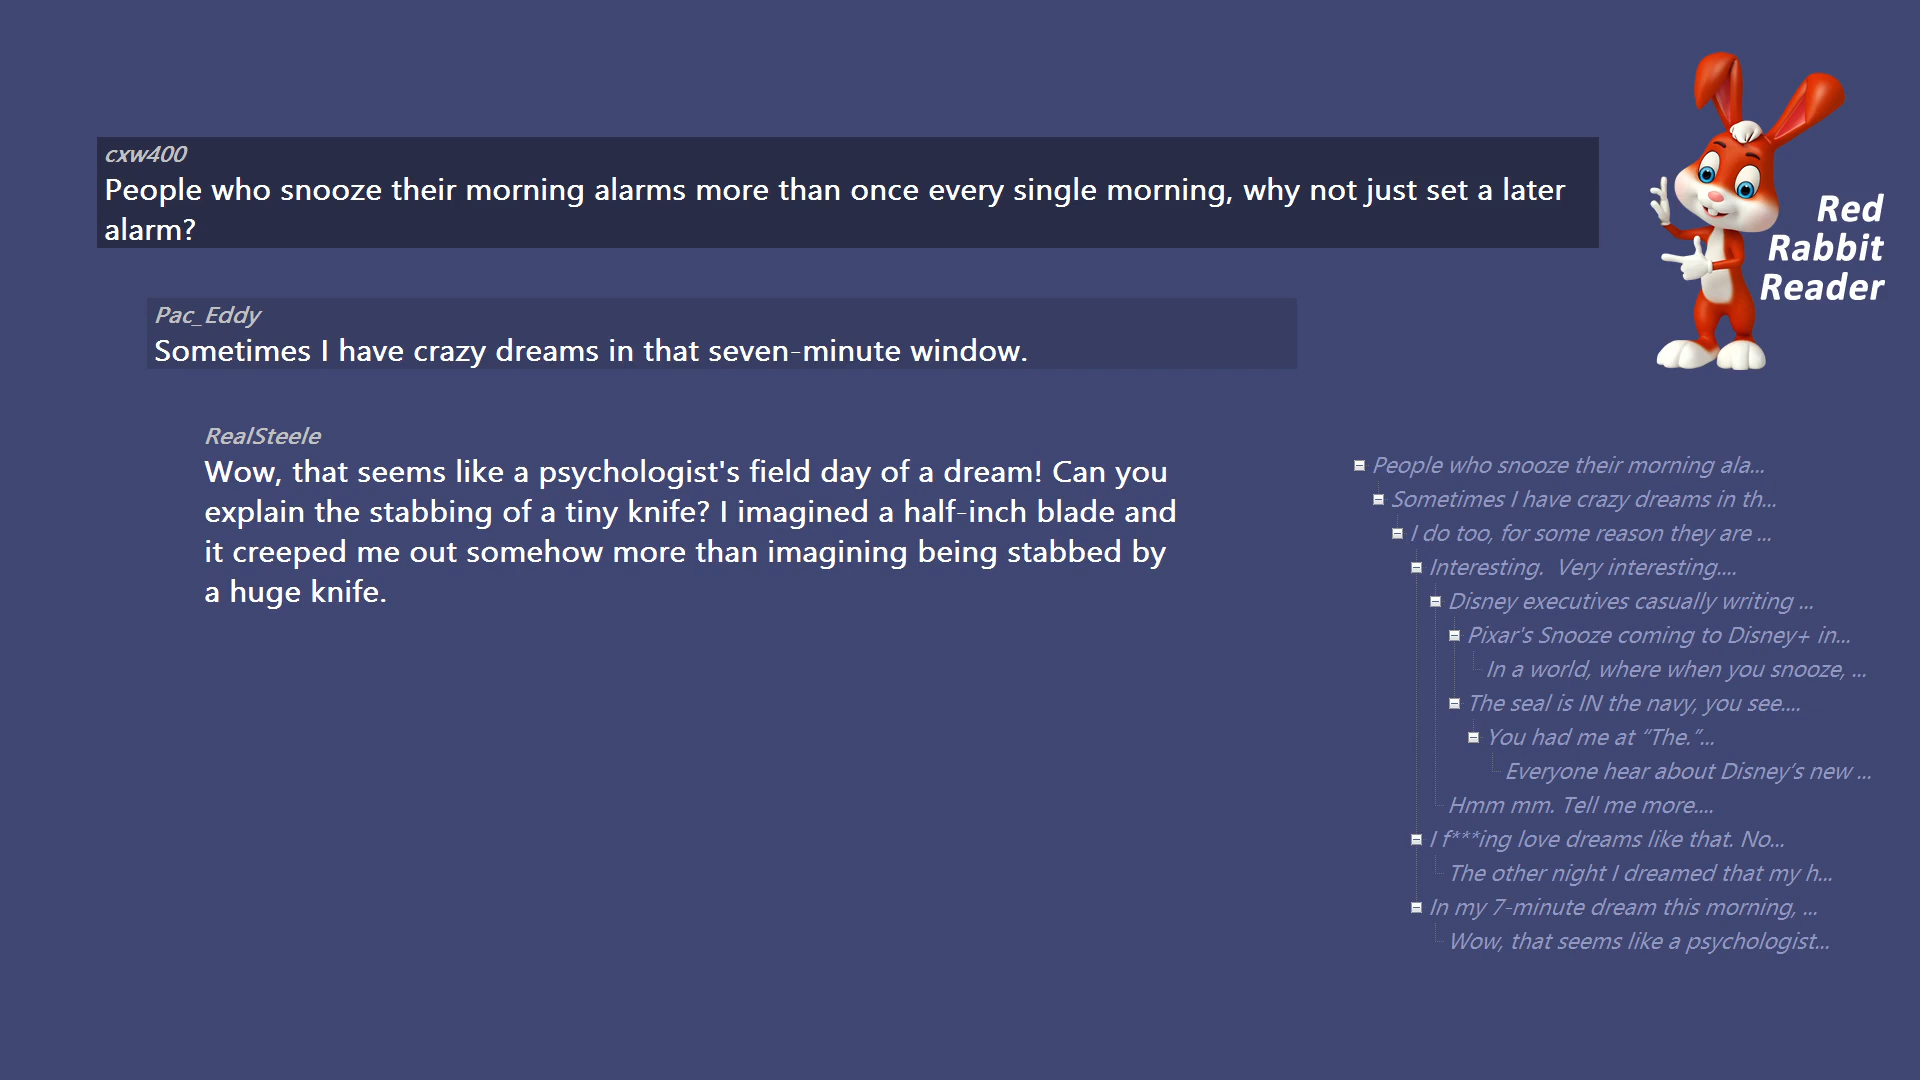 cxw400
People who snooze their morning alarms more than once every single morning, why not just set a later
alarm?
Pac_Eddy
Sometimes I have crazy dreams in that seven-minute window.
RealSteele
Wow, that seems like a psychologist's field day of a dream! Can you
explain the stabbing of a tiny knife? I imagined a half-inch blade and
it creeped me out somehow more than imagining being stabbed by
a huge knife.
Red
Rabbit
Reader
People who snooze their morning ala...
Sometimes I have crazy dreams in th...
I do too, for some reason they are ...
Interesting.  Very interesting....
Disney executives casually writing ...
Pixar's Snooze coming to Disney+ in...
In a world, where when you snooze, ...
The seal is IN the navy, you see....
You had me at “The.”...
Everyone hear about Disney’s new ...
Hmm mm. Tell me more....
I f***ing love dreams like that. No...
The other night I dreamed that my h...
In my 7-minute dream this morning, ...
Wow, that seems like a psychologist...